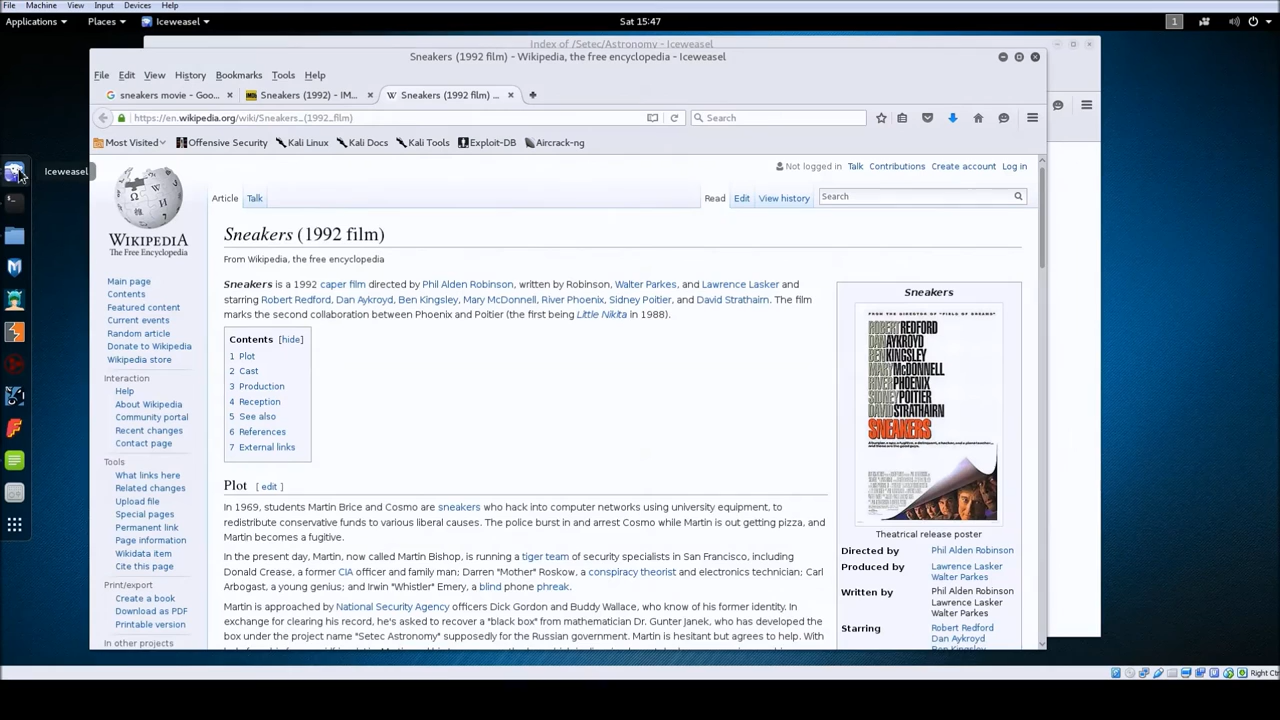 File Machine View Input Devices Help
Applications Places Iceweasel Sat 15:47 1
Index of /Setec/Astronomy - Iceweasel
Sneakers (1992 film) - Wikipedia, the free encyclopedia - Iceweasel
File Edit View History Bookmarks Tools Help
sneakers movie - Goo... Sneakers (1992) - IM... Sneakers (1992 film) ...
https://en.wikipedia.org/wiki/Sneakers_(1992_film) Search
Most Visited Offensive Security Kali Linux Kali Docs Kali Tools Exploit-DB Aircrack-ng
Iceweasel
Not logged in Talk Contributions Create account Log in
Article Talk Read Edit View history Search
WIKIPEDIA
The Free Encyclopedia
Main page
Contents
Featured content
Current events
Random article
Donate to Wikipedia
Wikipedia store
Interaction
Help
About Wikipedia
Community portal
Recent changes
Contact page
Tools
What links here
Related changes
Upload file
Special pages
Permanent link
Page information
Wikidata item
Cite this page
Print/export
Create a book
Download as PDF
Printable version
In other projects
Sneakers (1992 film)
From Wikipedia, the free encyclopedia
Sneakers is a 1992 caper film directed by Phil Alden Robinson, written by Robinson, Walter Parkes, and Lawrence Lasker and
starring Robert Redford, Dan Aykroyd, Ben Kingsley, Mary McDonnell, River Phoenix, Sidney Poitier, and David Strathairn. The film
marks the second collaboration between Phoenix and Poitier (the first being Little Nikita in 1988).
Contents [hide]
1 Plot
2 Cast
3 Production
4 Reception
5 See also
6 References
7 External links
Plot [ edit ]
In 1969, students Martin Brice and Cosmo are sneakers who hack into computer networks using university equipment, to
redistribute conservative funds to various liberal causes. The police burst in and arrest Cosmo while Martin is out getting pizza, and
Martin becomes a fugitive.
In the present day, Martin, now called Martin Bishop, is running a tiger team of security specialists in San Francisco, including
Donald Crease, a former CIA officer and family man; Darren "Mother" Roskow, a conspiracy theorist and electronics technician; Carl
Arbogast, a young genius; and Irwin "Whistler" Emery, a blind phone phreak.
Martin is approached by National Security Agency officers Dick Gordon and Buddy Wallace, who know of his former identity. In
exchange for clearing his record, he's asked to recover a "black box" from mathematician Dr. Gunter Janek, who has developed the
box under the project name "Setec Astronomy" supposedly for the Russian government. Martin is hesitant but agrees to help. With
Sneakers
FROM THE DIRECTOR OF "FIELD OF DREAMS"
ROBERT REDFORD
DAN AYKROYD
BEN KINGSLEY
MARY MCDONNELL
RIVER PHOENIX
SIDNEY POITIER
DAVID STRATHAIRN
SNEAKERS
Theatrical release poster
Directed by Phil Alden Robinson
Produced by Lawrence Lasker
Walter Parkes
Written by Phil Alden Robinson
Lawrence Lasker
Walter Parkes
Starring Robert Redford
Dan Aykroyd
Ben Kingsley
Right Ctr